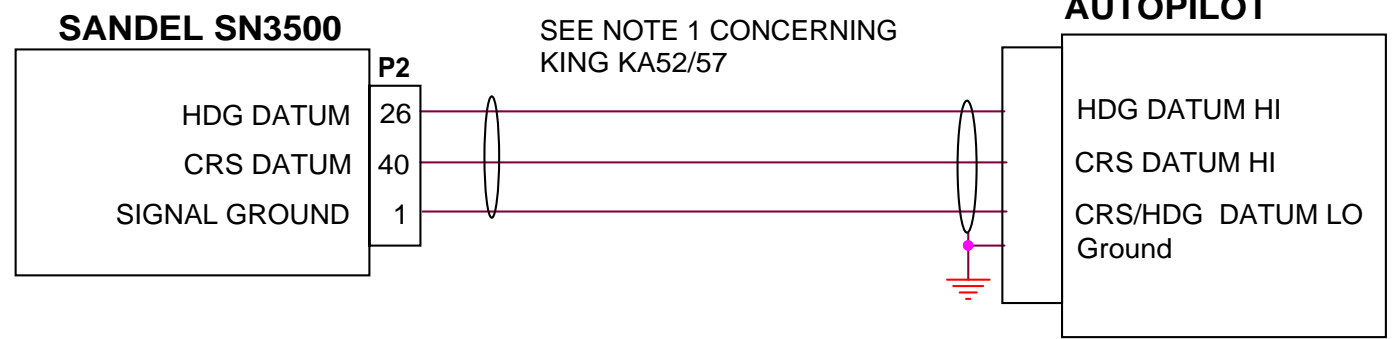 AUTOPILOT
SANDEL SN3500
SEE NOTE 1 CONCERNING
KING KA52/57
P2
HDG DATUM 26
CRS DATUM 40
SIGNAL GROUND 1
HDG DATUM HI
CRS DATUM HI
CRS/HDG DATUM LO
Ground